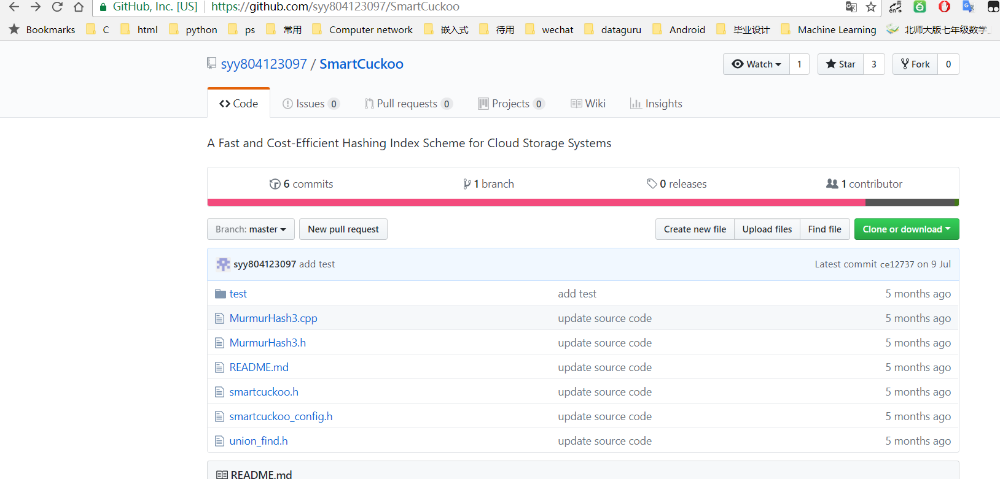 GitHub, Inc. [US] https://github.com/syy804123097/SmartCuckoo
Bookmarks C html python ps 常用 Computer network 嵌入式 待用 wechat dataguru Android 毕业设计 Machine Learning 北师大版七年级数学
syy804123097 / SmartCuckoo Watch 1 Star 3 Fork 0
Code Issues 0 Pull requests 0 Projects 0 Wiki Insights
A Fast and Cost-Efficient Hashing Index Scheme for Cloud Storage Systems
6 commits 1 branch 0 releases 1 contributor
Branch: master New pull request Create new file Upload files Find file Clone or download
syy804123097 add test Latest commit ce12737 on 9 Jul
test add test 5 months ago
MurmurHash3.cpp update source code 5 months ago
MurmurHash3.h update source code 5 months ago
README.md update source code 5 months ago
smartcuckoo.h update source code 5 months ago
smartcuckoo_config.h update source code 5 months ago
union_find.h update source code 5 months ago
README.md